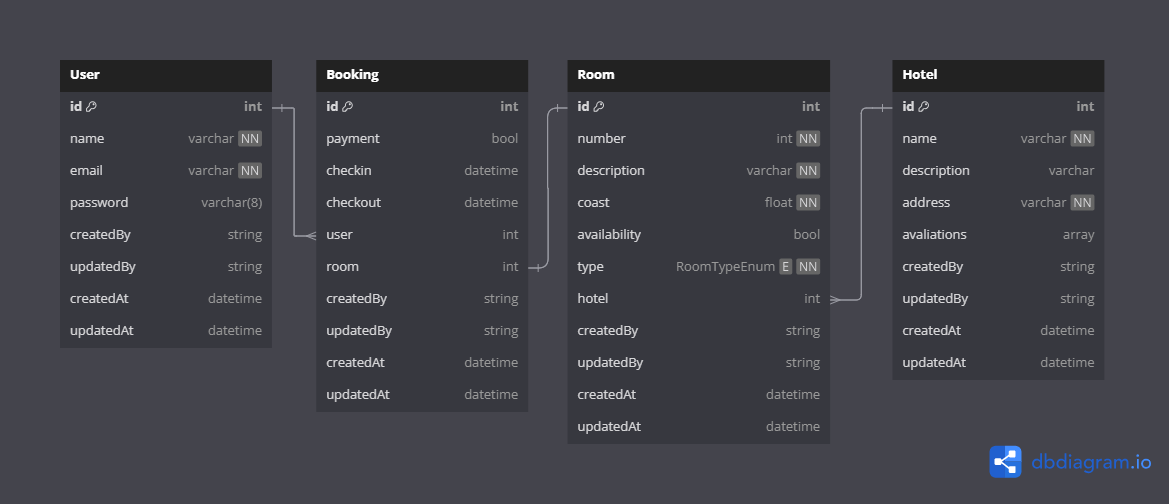 User
id int
name varchar NN
email varchar NN
password varchar(8)
createdBy string
updatedBy string
createdAt datetime
updatedAt datetime
Booking
id int
payment bool
checkin datetime
checkout datetime
user int
room int
createdBy string
updatedBy string
createdAt datetime
updatedAt datetime
Room
id int
number int NN
description varchar NN
coast float NN
availability bool
type RoomTypeEnum E NN
hotel int
createdBy string
updatedBy string
createdAt datetime
updatedAt datetime
Hotel
id int
name varchar NN
description varchar
address varchar NN
avaliations array
createdBy string
updatedBy string
createdAt datetime
updatedAt datetime
dbdiagram.io